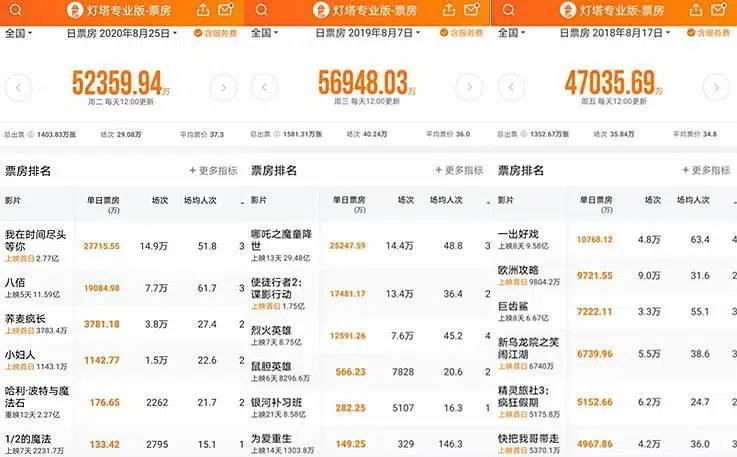 灯塔专业版-票房
全国
日票房 2020年8月25日
含服务费
52359.94万
周二 每天12:00更新
总出票 1403.83万张
场次 29.08万
平均票价 37.3
票房排名
+ 更多指标
影片
单日票房
(万)
场次
场均人次
我在时间尽头
等你
上映首日 2.77亿
27715.55
14.9万
51.8
3
八佰
上映5天 11.59亿
19084.98
7.7万
61.7
3
荞麦疯长
上映首日 3783.4万
3781.18
3.8万
27.4
2
小妇人
上映首日 1143.1万
1142.77
1.5万
22.6
2
哈利·波特与魔
法石
重映12天 2.27亿
176.65
2262
21.7
2
1/2的魔法
上映7天 2231.7万
133.42
2795
15.1
1
灯塔专业版-票房
全国
日票房 2019年8月7日
含服务费
56948.03万
周三 每天12:00更新
总出票 1581.31万张
场次 40.24万
平均票价 36.0
票房排名
+ 更多指标
影片
单日票房
(万)
场次
场均人次
哪吒之魔童降
世
上映13天 29.48亿
25247.59
14.4万
48.8
3
使徒行者2:
谍影行动
上映首日 1.75亿
17481.17
13.4万
36.4
2
烈火英雄
上映7天 8.75亿
12591.26
7.6万
45.2
4
鼠胆英雄
上映6天 8296.6万
566.23
7828
20.6
2
银河补习班
上映21天 8.58亿
282.25
5107
16.3
1
为爱重生
上映14天 1303.8万
149.25
329
146.3
3
灯塔专业版-票房
全国
日票房 2018年8月17日
含服务费
47035.69万
周五 每天12:00更新
总出票 1352.67万张
场次 35.84万
平均票价 34.8
票房排名
+ 更多指标
影片
单日票房
(万)
场次
场均人次
一出好戏
上映8天 9.58亿
10768.12
4.8万
63.4
4
欧洲攻略
上映首日 9804.2万
9721.55
9.0万
31.6
2
巨齿鲨
上映8天 6.67亿
7222.11
3.3万
55.1
3
新乌龙院之笑
闹江湖
上映首日 6740万
6739.96
5.5万
38.6
3
精灵旅社3:
疯狂假期
上映首日 5175.8万
5152.66
6.2万
24.7
2
快把我哥带走
上映首日 5370.1万
4967.86
4.2万
36.0
3